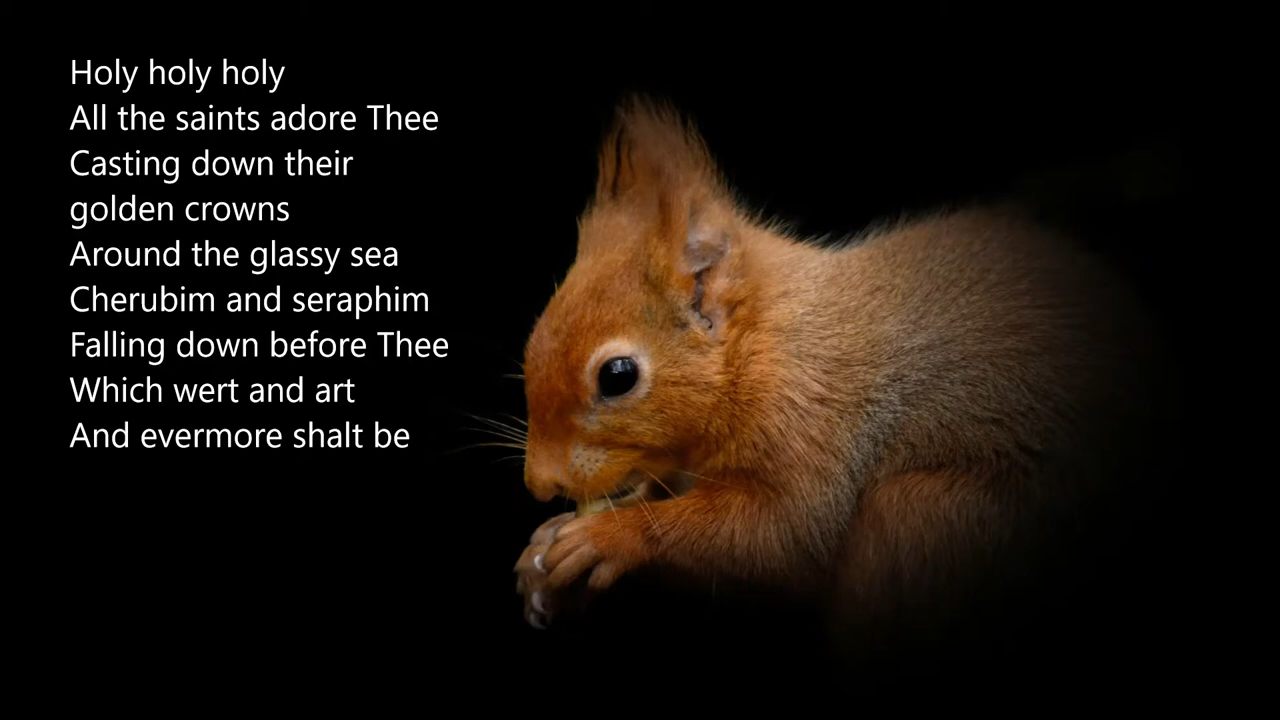 Holy holy holy
All the saints adore Thee
Casting down their
golden crowns
Around the glassy sea
Cherubim and seraphim
Falling down before Thee
Which wert and art
And evermore shalt be